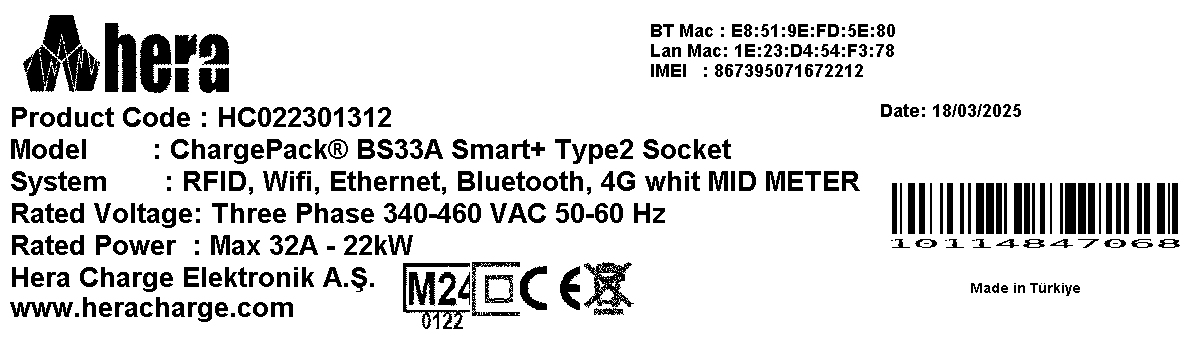 hera
BT Mac : E8:51:9E:FD:5E:80
Lan Mac: 1E:23:D4:54:F3:78
IMEI : 867395071672212
Product Code : HC022301312
Date: 18/03/2025
Model : ChargePack® BS33A Smart+ Type2 Socket
System : RFID, Wifi, Ethernet, Bluetooth, 4G whit MID METER
Rated Voltage: Three Phase 340-460 VAC 50-60 Hz
Rated Power : Max 32A - 22kW
10114847068
Hera Charge Elektronik A.Ş.
www.heracharge.com
M24
CE
0122
Made in Türkiye